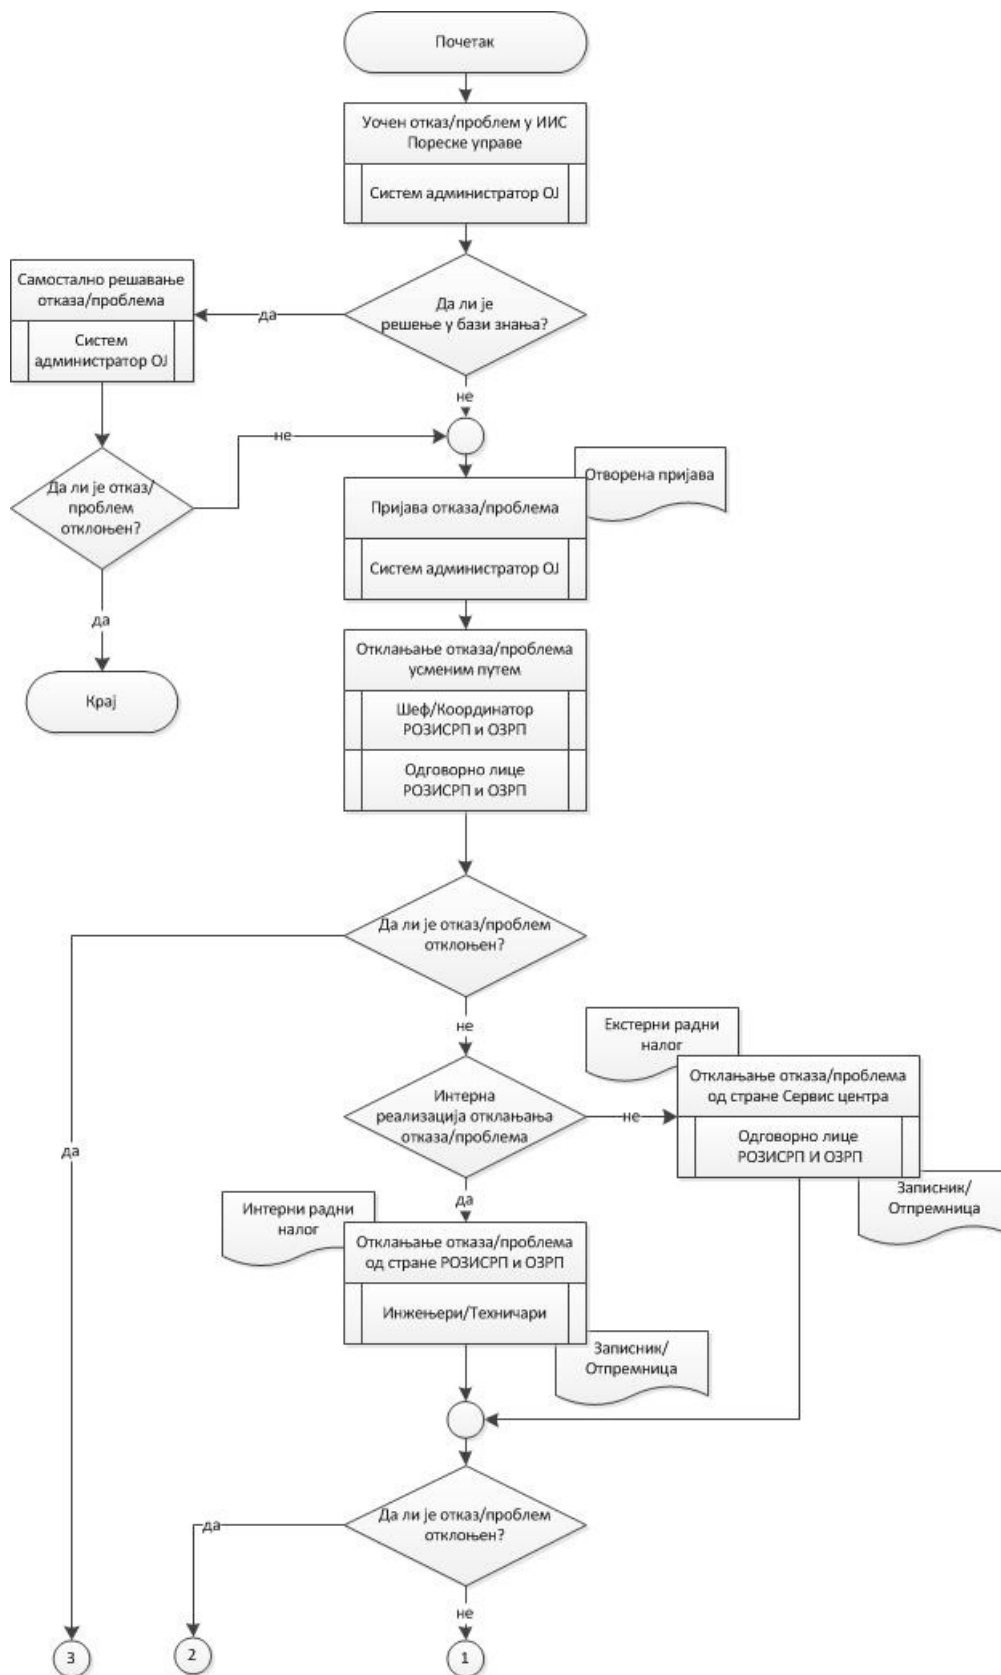 Почетак
Уочен отказ/проблем у ИИС
Пореске управе
Систем администратор ОЈ
Самостално решавање
отказа/проблема
Систем
администратор ОЈ
да
Да ли је
решење у бази знања?
не
не
Да ли је отказ/
проблем
отклоњен?
Отворена пријава
Пријава отказа/проблема
Систем администратор ОЈ
да
Крај
Отклањање отказа/проблема
усменим путем
Шеф/Координатор
РОЗИСРП и ОЗРП
Одговорно лице
РОЗИСРП и ОЗРП
Да ли је отказ/проблем
отклоњен?
не
Екстерни радни
налог
Отклањање отказа/проблема
од стране Сервис центра
Одговорно лице
РОЗИСРП И ОЗРП
Записник/
Отпремница
Интерна
реализација отклањања
отказа/проблема
не
да
да
Интерни радни
налог
Отклањање отказа/проблема
од стране РОЗИСРП и ОЗРП
Инжењери/Техничари
Записник/
Отпремница
Да ли је отказ/проблем
отклоњен?
да
не
3
2
1